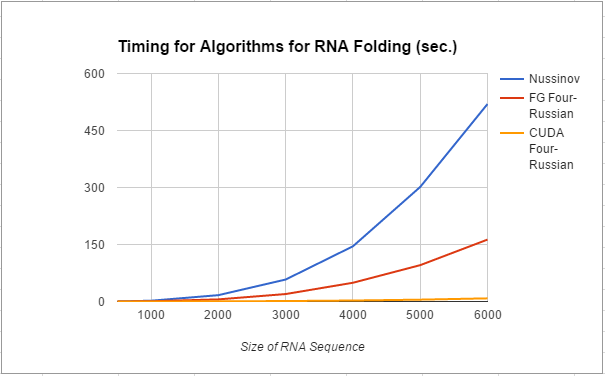 Timing for Algorithms for RNA Folding (sec.)
600
450
300
150
0
1000 2000 3000 4000 5000 6000
Size of RNA Sequence
Nussinov
FG Four-
Russian
CUDA
Four-
Russian